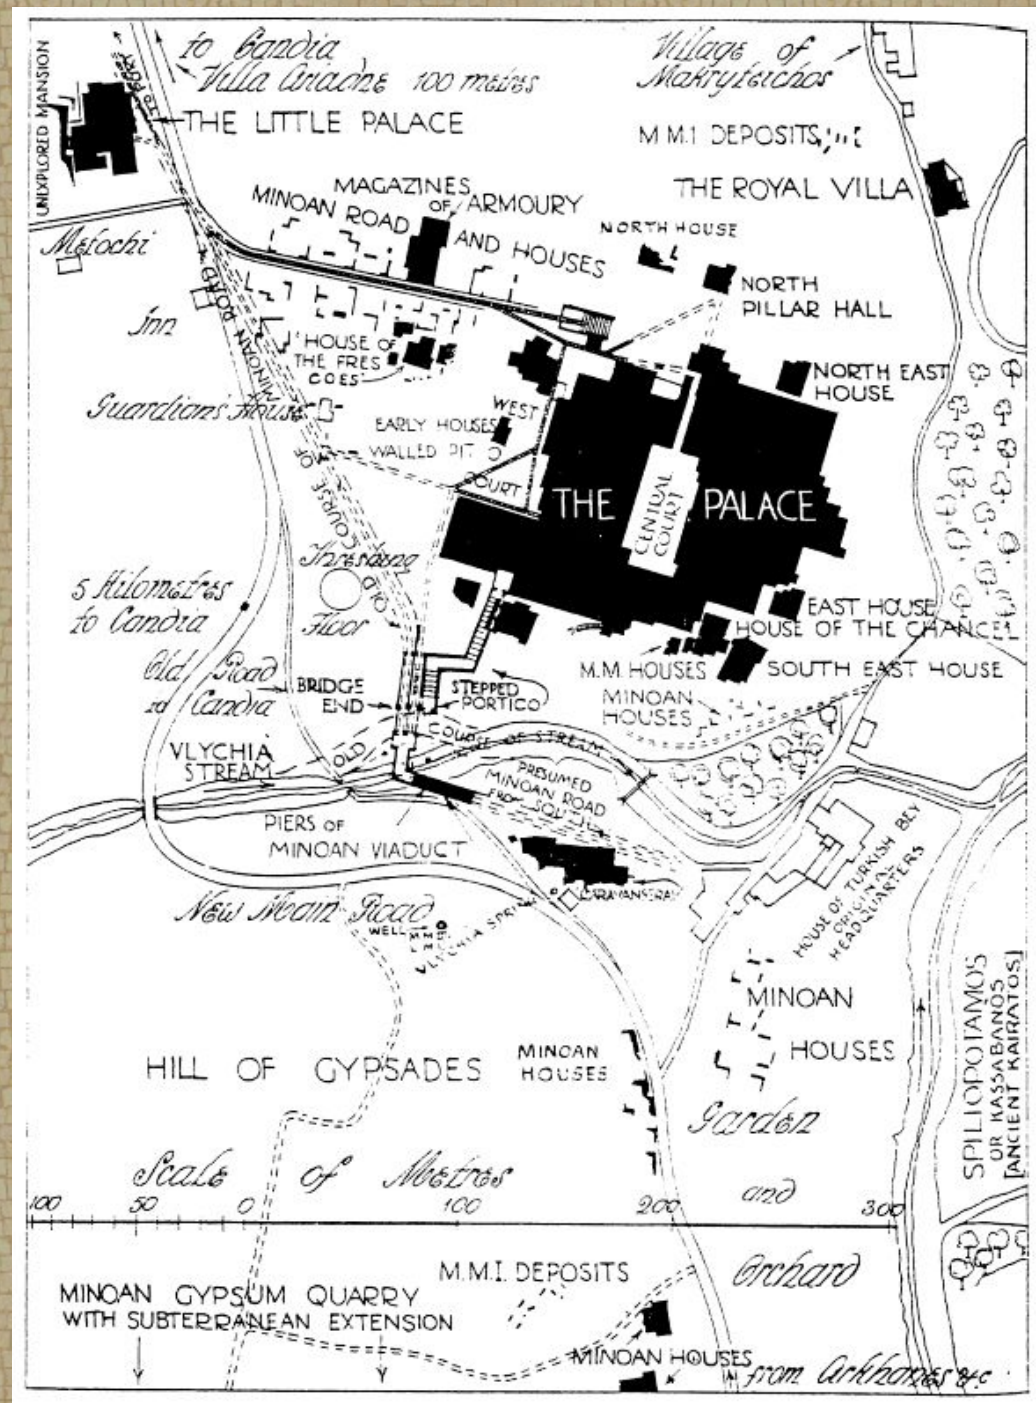 to Candia
Villa Ariadne 100 metres
Village of
Makryteichos
UNEXPLORED MANSION
TO PORT
THE LITTLE PALACE
M M.I DEPOSITS
THE ROYAL VILLA
MAGAZINES
OF ARMOURY
MINOAN ROAD
AND HOUSES
NORTH HOUSE
NORTH
PILLAR HALL
Metochi
Inn
MINOAN ROAD
HOUSE OF
THE FRES
COES
NORTH EAST
HOUSE
Guardians' House
WEST
COURT
EARLY HOUSES
WALLED PIT
OLD COURSE OF
THE PALACE
CENTRAL
COURT
Threshing
Floor
5 Kilometres
to Candia
EAST HOUSE
HOUSE OF THE CHANCEL
M.M. HOUSES
SOUTH EAST HOUSE
MINOAN
HOUSES
Old Road
to Candia
BRIDGE
END
STEPPED
PORTICO
OLD COURSE OF STREAM
VLYCHIA
STREAM
PRESUMED
MINOAN ROAD
FROM SOUTH
PIERS OF
MINOAN VIADUCT
CARAVANSERAI
HOUSE OF TURKISH BEY
ORIGINAL
HEADQUARTERS
New Main Road
WELL
VLYCHIA SPRING
MINOAN
HOUSES
SPILIOPOTAMOS
OR KASSABANOS
[ANCIENT KAIRATOS]
HILL OF GYPSADES
MINOAN
HOUSES
Garden
and
Orchard
Scale of Metres
100 50 0 100 200 300
M.M.I. DEPOSITS
MINOAN GYPSUM QUARRY
WITH SUBTERRANEAN EXTENSION
MINOAN HOUSES
from Arkhanes &c.